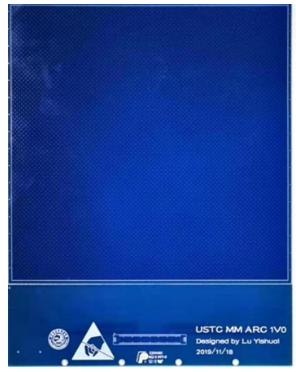 USTC MM ARC 1V0
Designed by Lu Yishuai
2019/11/18